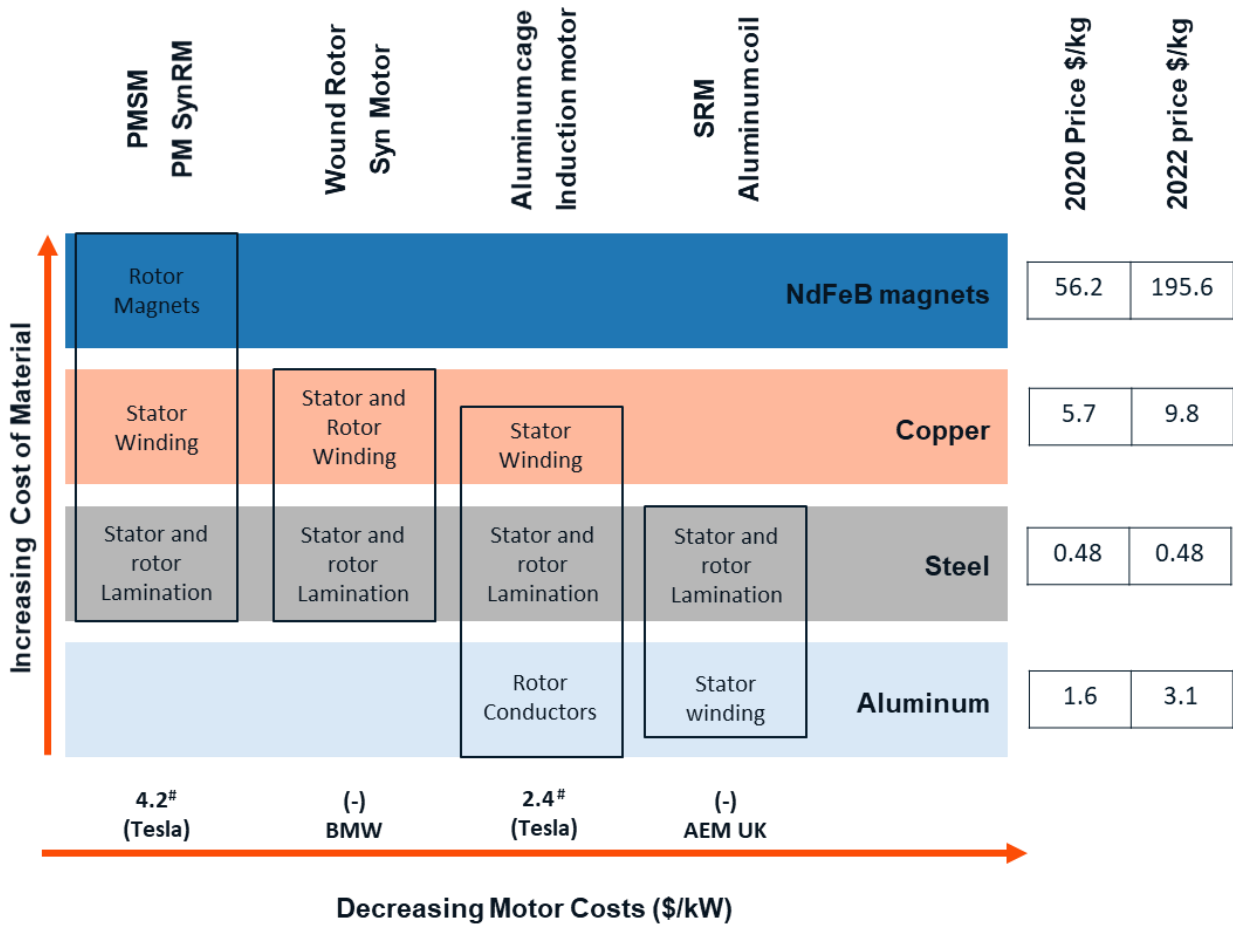 PMSM
PM SynRM
Wound Rotor
Syn Motor
Aluminum cage
Induction motor
SRM
Aluminum coil
2020 Price $/kg
2022 price $/kg
Increasing Cost of Material
Rotor
Magnets
NdFeB magnets
56.2
195.6
Stator
Winding
Stator and
Rotor
Winding
Stator
Winding
Copper
5.7
9.8
Stator and
rotor
Lamination
Stator and
rotor
Lamination
Stator and
rotor
Lamination
Stator and
rotor
Lamination
Steel
0.48
0.48
Rotor
Conductors
Stator
winding
Aluminum
1.6
3.1
4.2#
(Tesla)
(-)
BMW
2.4#
(Tesla)
(-)
AEM UK
Decreasing Motor Costs ($/kW)